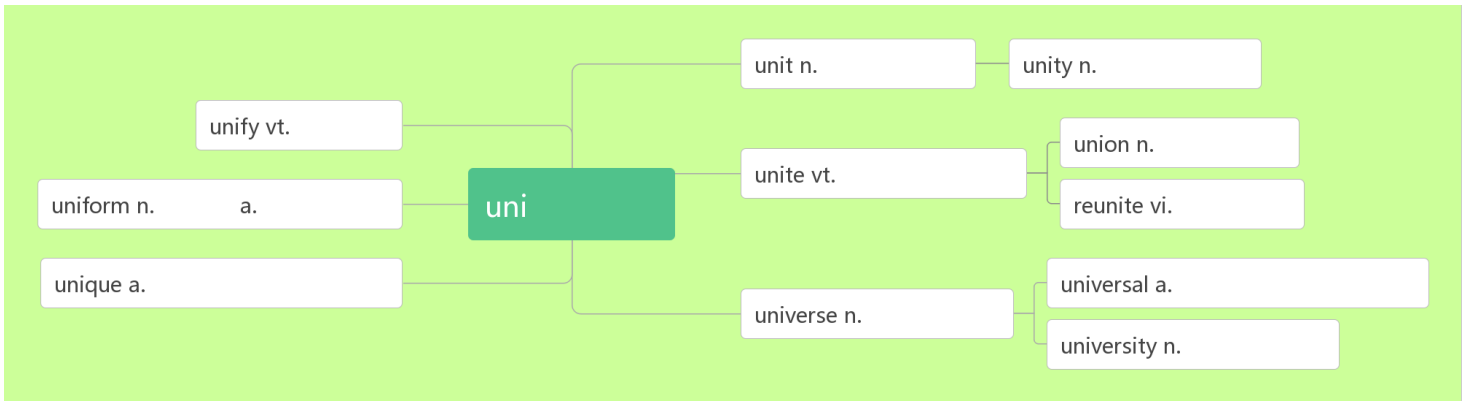 unit n.
unity n.
unify vt.
union n.
unite vt.
uniform n. a.
uni
reunite vi.
unique a.
universal a.
universe n.
university n.